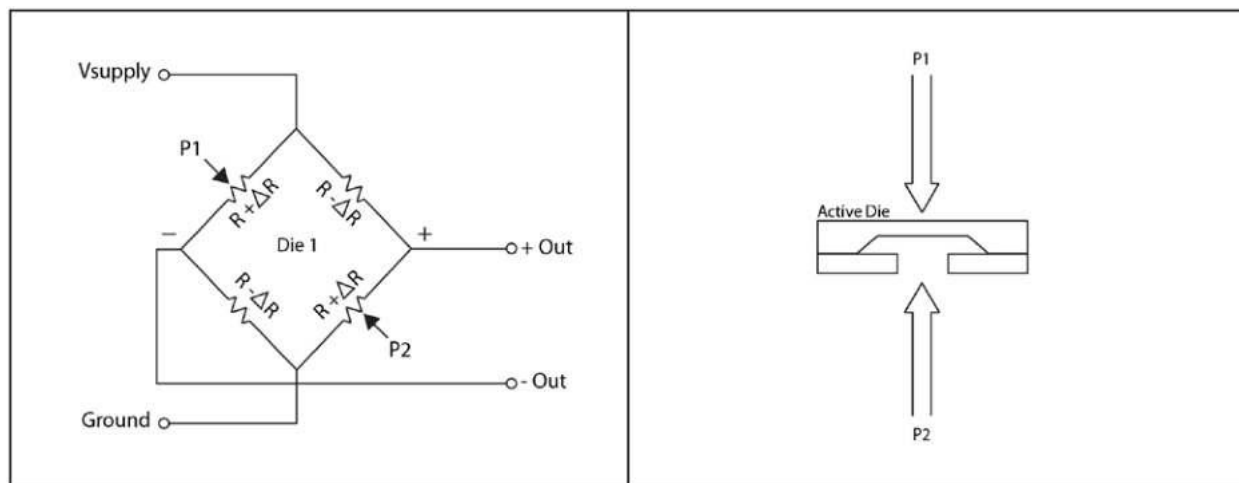 Vsupply
P1
R + ΔR
R - ΔR
–
+
Die 1
+ Out
R - ΔR
R + ΔR
P2
- Out
Ground
P1
Active Die
P2